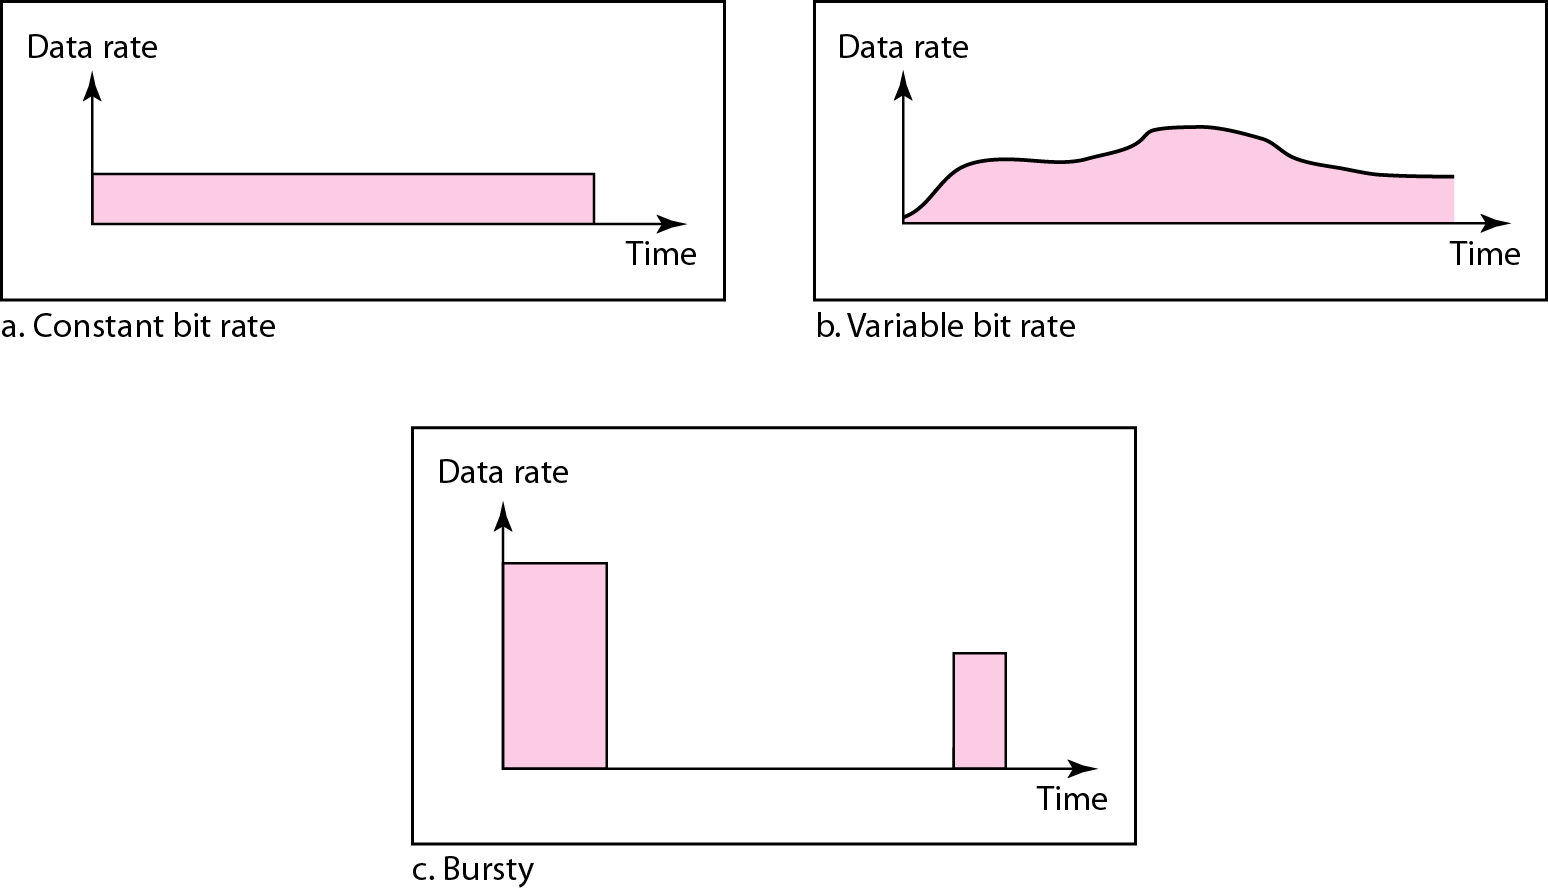 Data rate
Time
a. Constant bit rate
Data rate
Time
b. Variable bit rate
Data rate
Time
c. Bursty